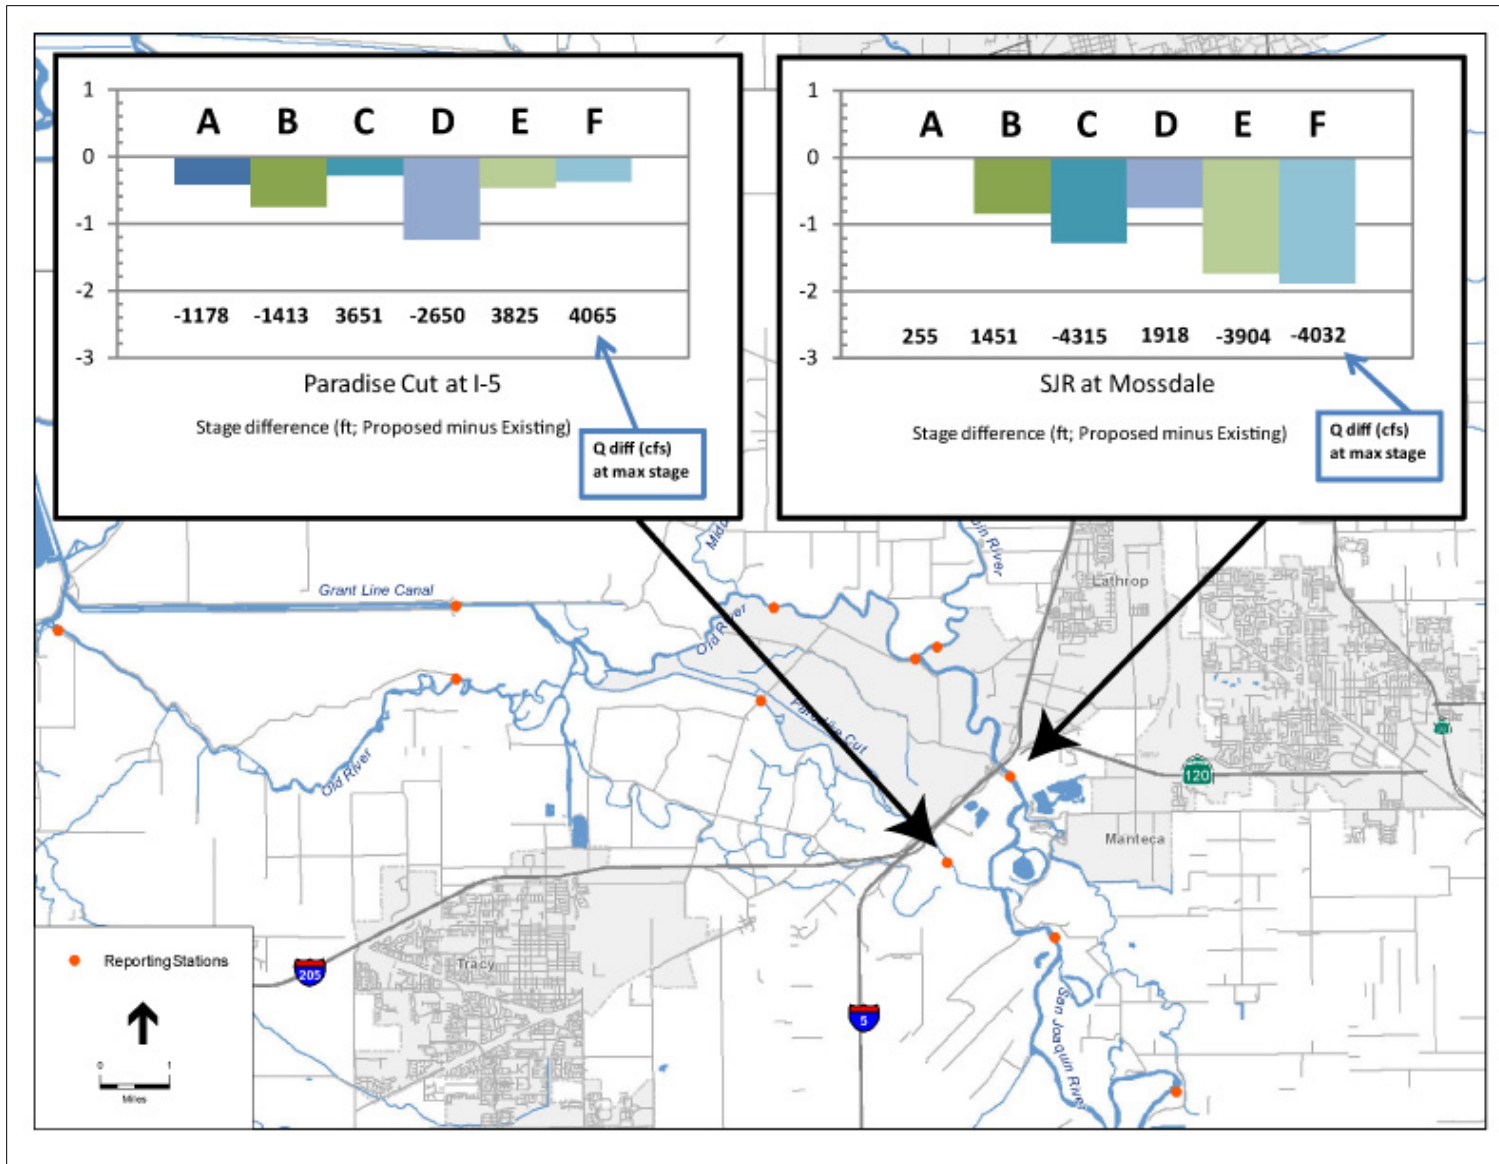 1
0
-1
-2
-3
A B C D E F
-1178 -1413 3651 -2650 3825 4065
Paradise Cut at I-5
Stage difference (ft; Proposed minus Existing)
Q diff (cfs)
at max stage
1
0
-1
-2
-3
A B C D E F
255 1451 -4315 1918 -3904 -4032
SJR at Mossdale
Stage difference (ft; Proposed minus Existing)
Q diff (cfs)
at max stage
River
Lathrop
Grant Line Canal
Old River
Paradise Cut
Old River
120
Manteca
Tracy
205
5
San Joaquin River
Reporting Stations
0 1
Miles